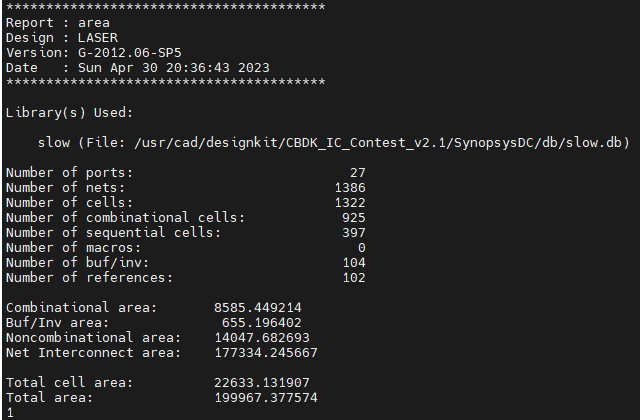 ****************************************
Report : area
Design : LASER
Version: G-2012.06-SP5
Date   : Sun Apr 30 20:36:43 2023
****************************************
Library(s) Used:
    slow (File: /usr/cad/designkit/CBDK_IC_Contest_v2.1/SynopsysDC/db/slow.db)
Number of ports:                           27
Number of nets:                          1386
Number of cells:                         1322
Number of combinational cells:            925
Number of sequential cells:               397
Number of macros:                           0
Number of buf/inv:                        104
Number of references:                     102
Combinational area:       8585.449214
Buf/Inv area:              655.196402
Noncombinational area:    14047.682693
Net Interconnect area:    177334.245667
Total cell area:          22633.131907
Total area:               199967.377574
1